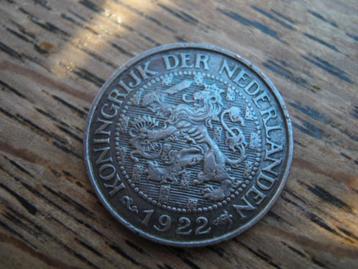 KONINGRIJK DER NEDERLANDEN
1922